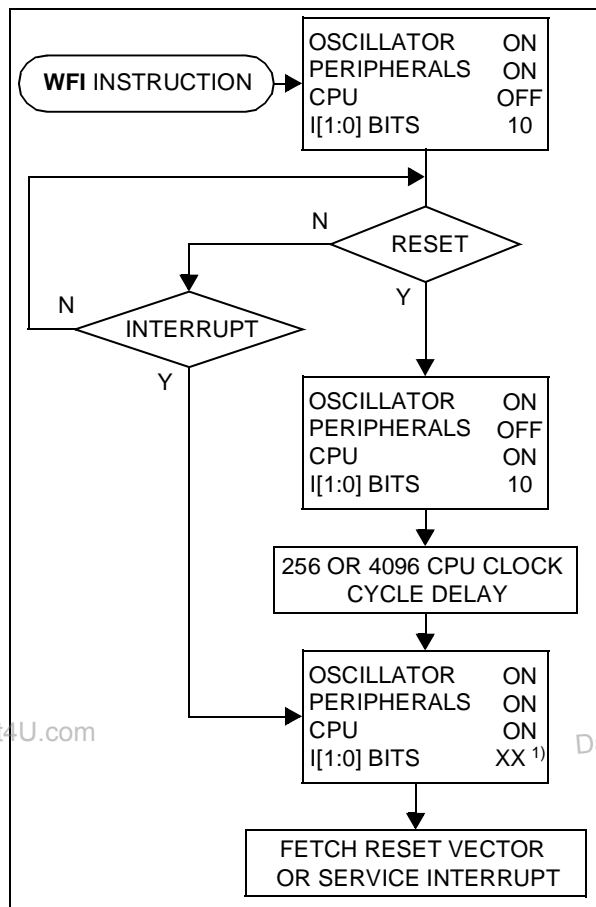 OSCILLATOR ON
PERIPHERALS ON
WFI INSTRUCTION
CPU OFF
I[1:0] BITS 10
N
RESET
N
INTERRUPT
Y
Y
OSCILLATOR ON
PERIPHERALS OFF
CPU ON
I[1:0] BITS 10
256 OR 4096 CPU CLOCK
CYCLE DELAY
OSCILLATOR ON
PERIPHERALS ON
CPU ON
I[1:0] BITS XX 1)
t4U.com
FETCH RESET VECTOR
OR SERVICE INTERRUPT